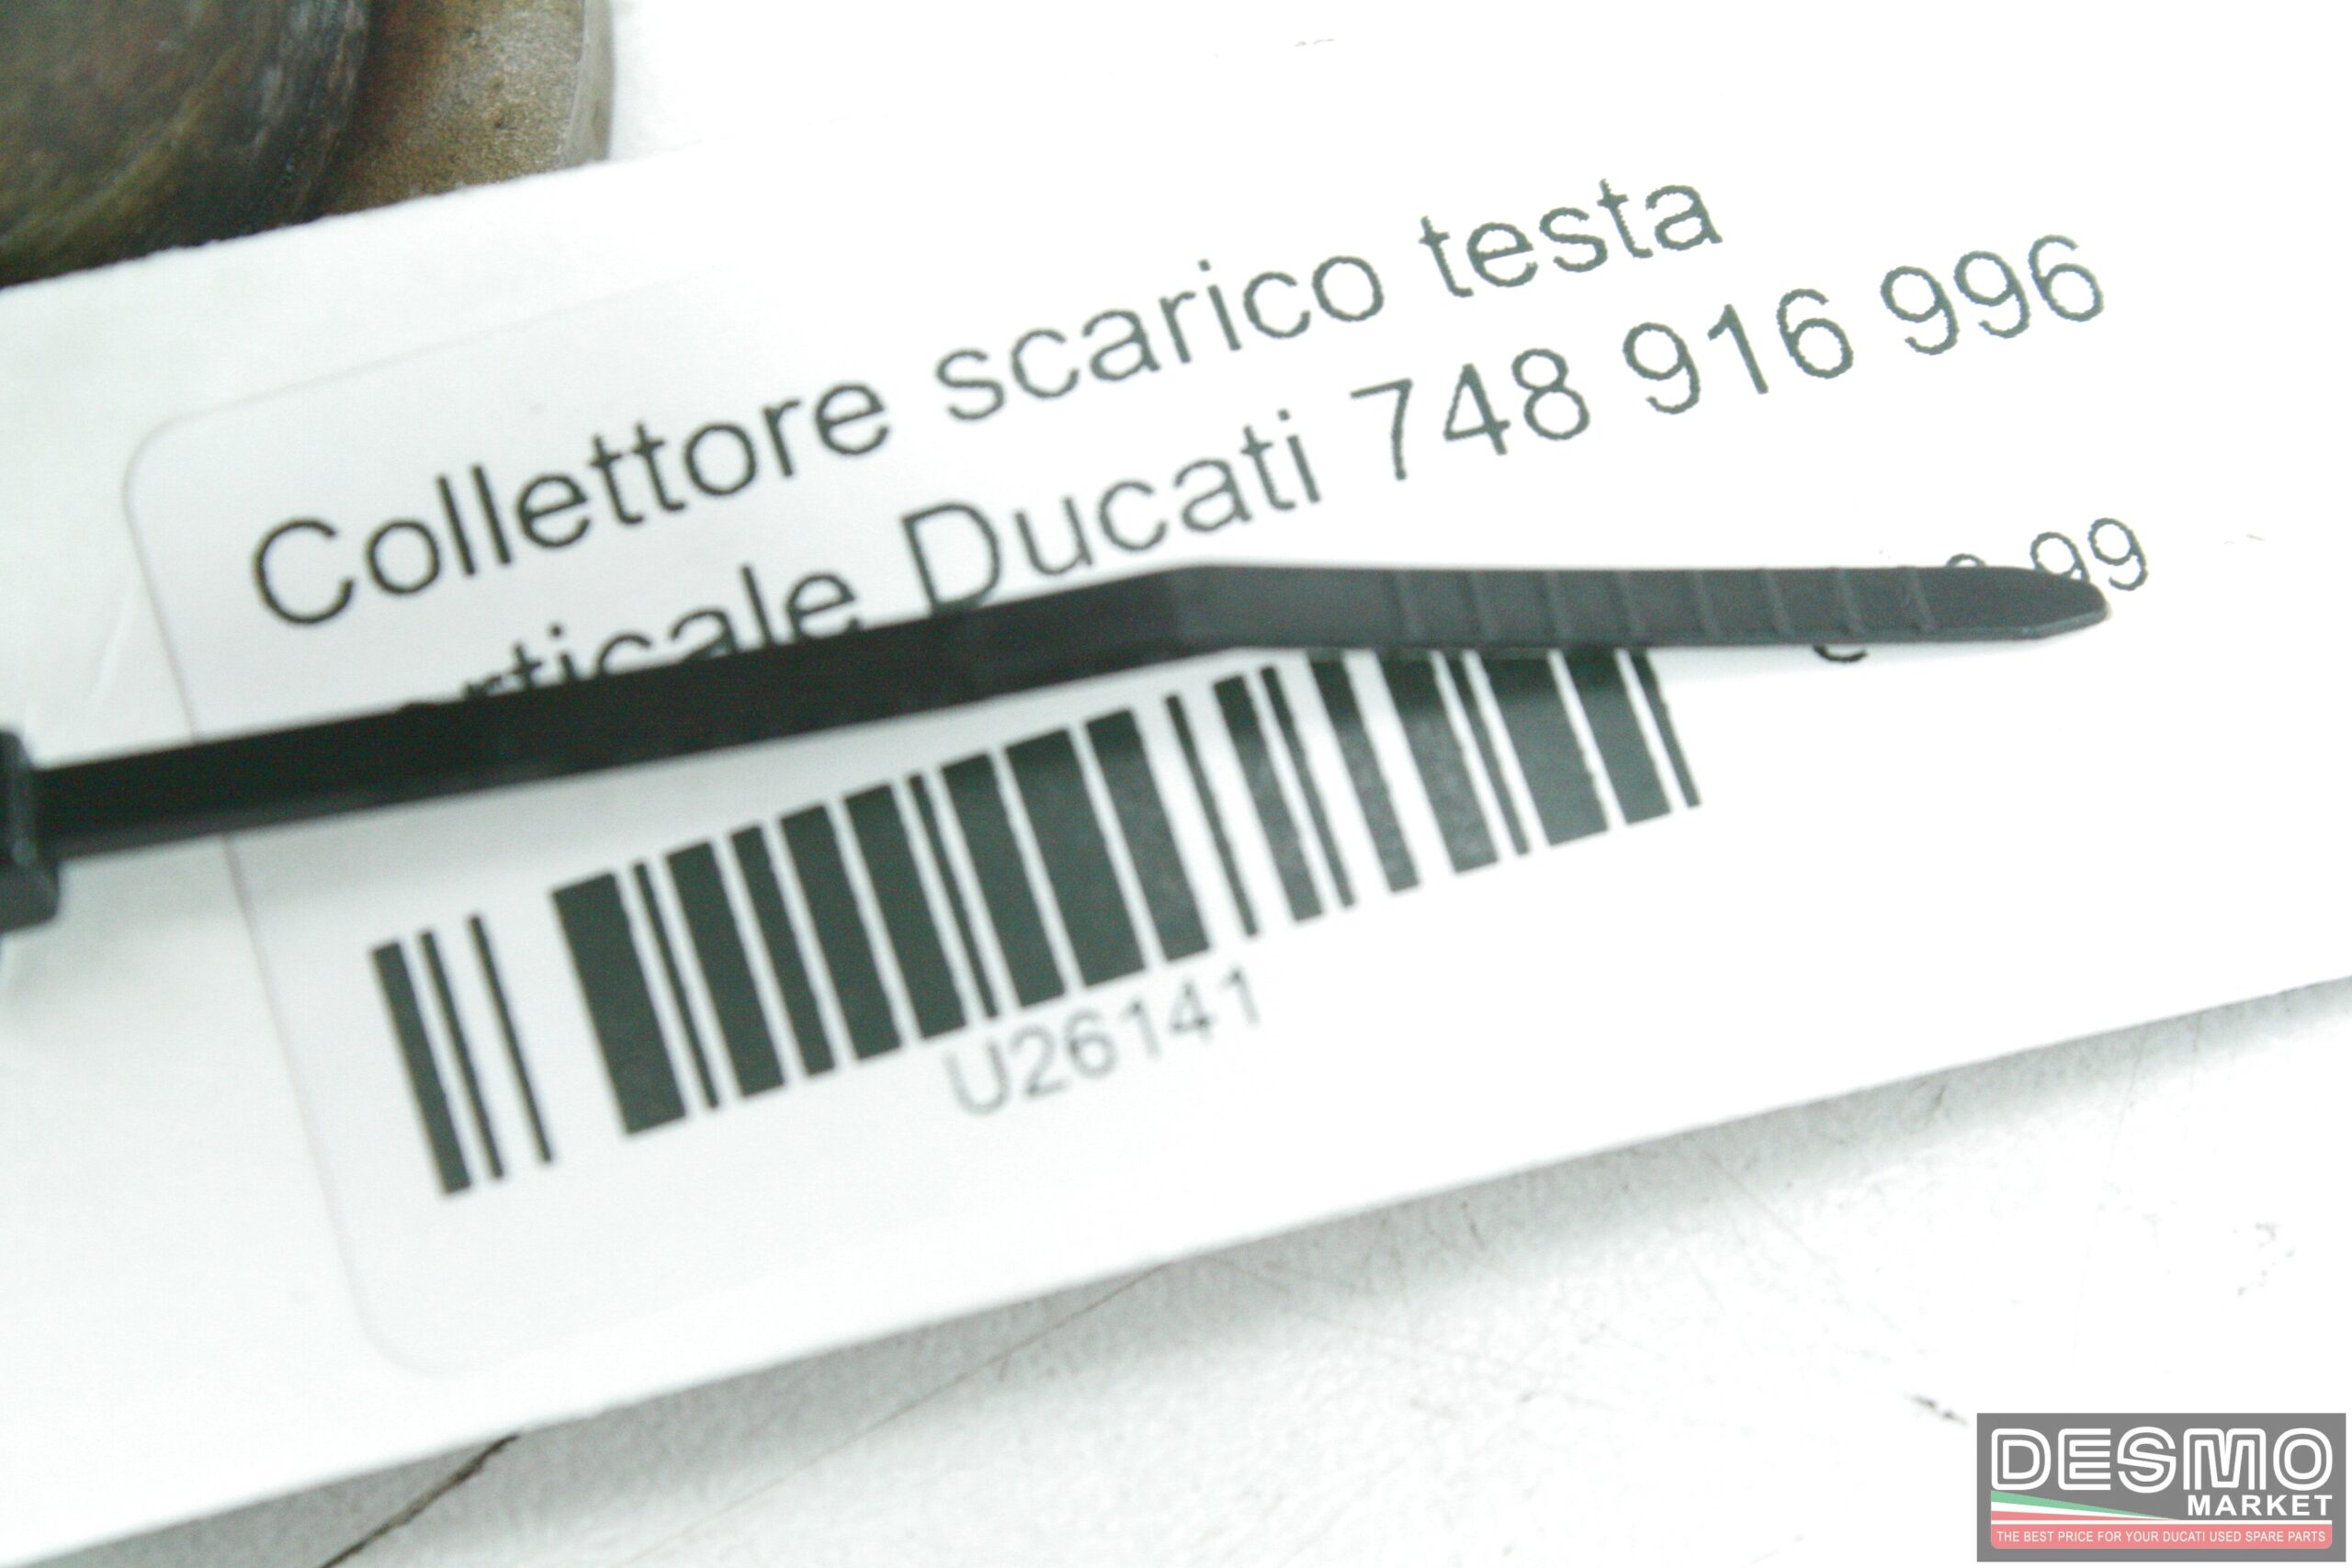 Collettore scarico testa
Ducati 748 916 996
U26141
DESMO
MARKET
THE BEST PRICE FOR YOUR DUCATI USED SPARE PARTS